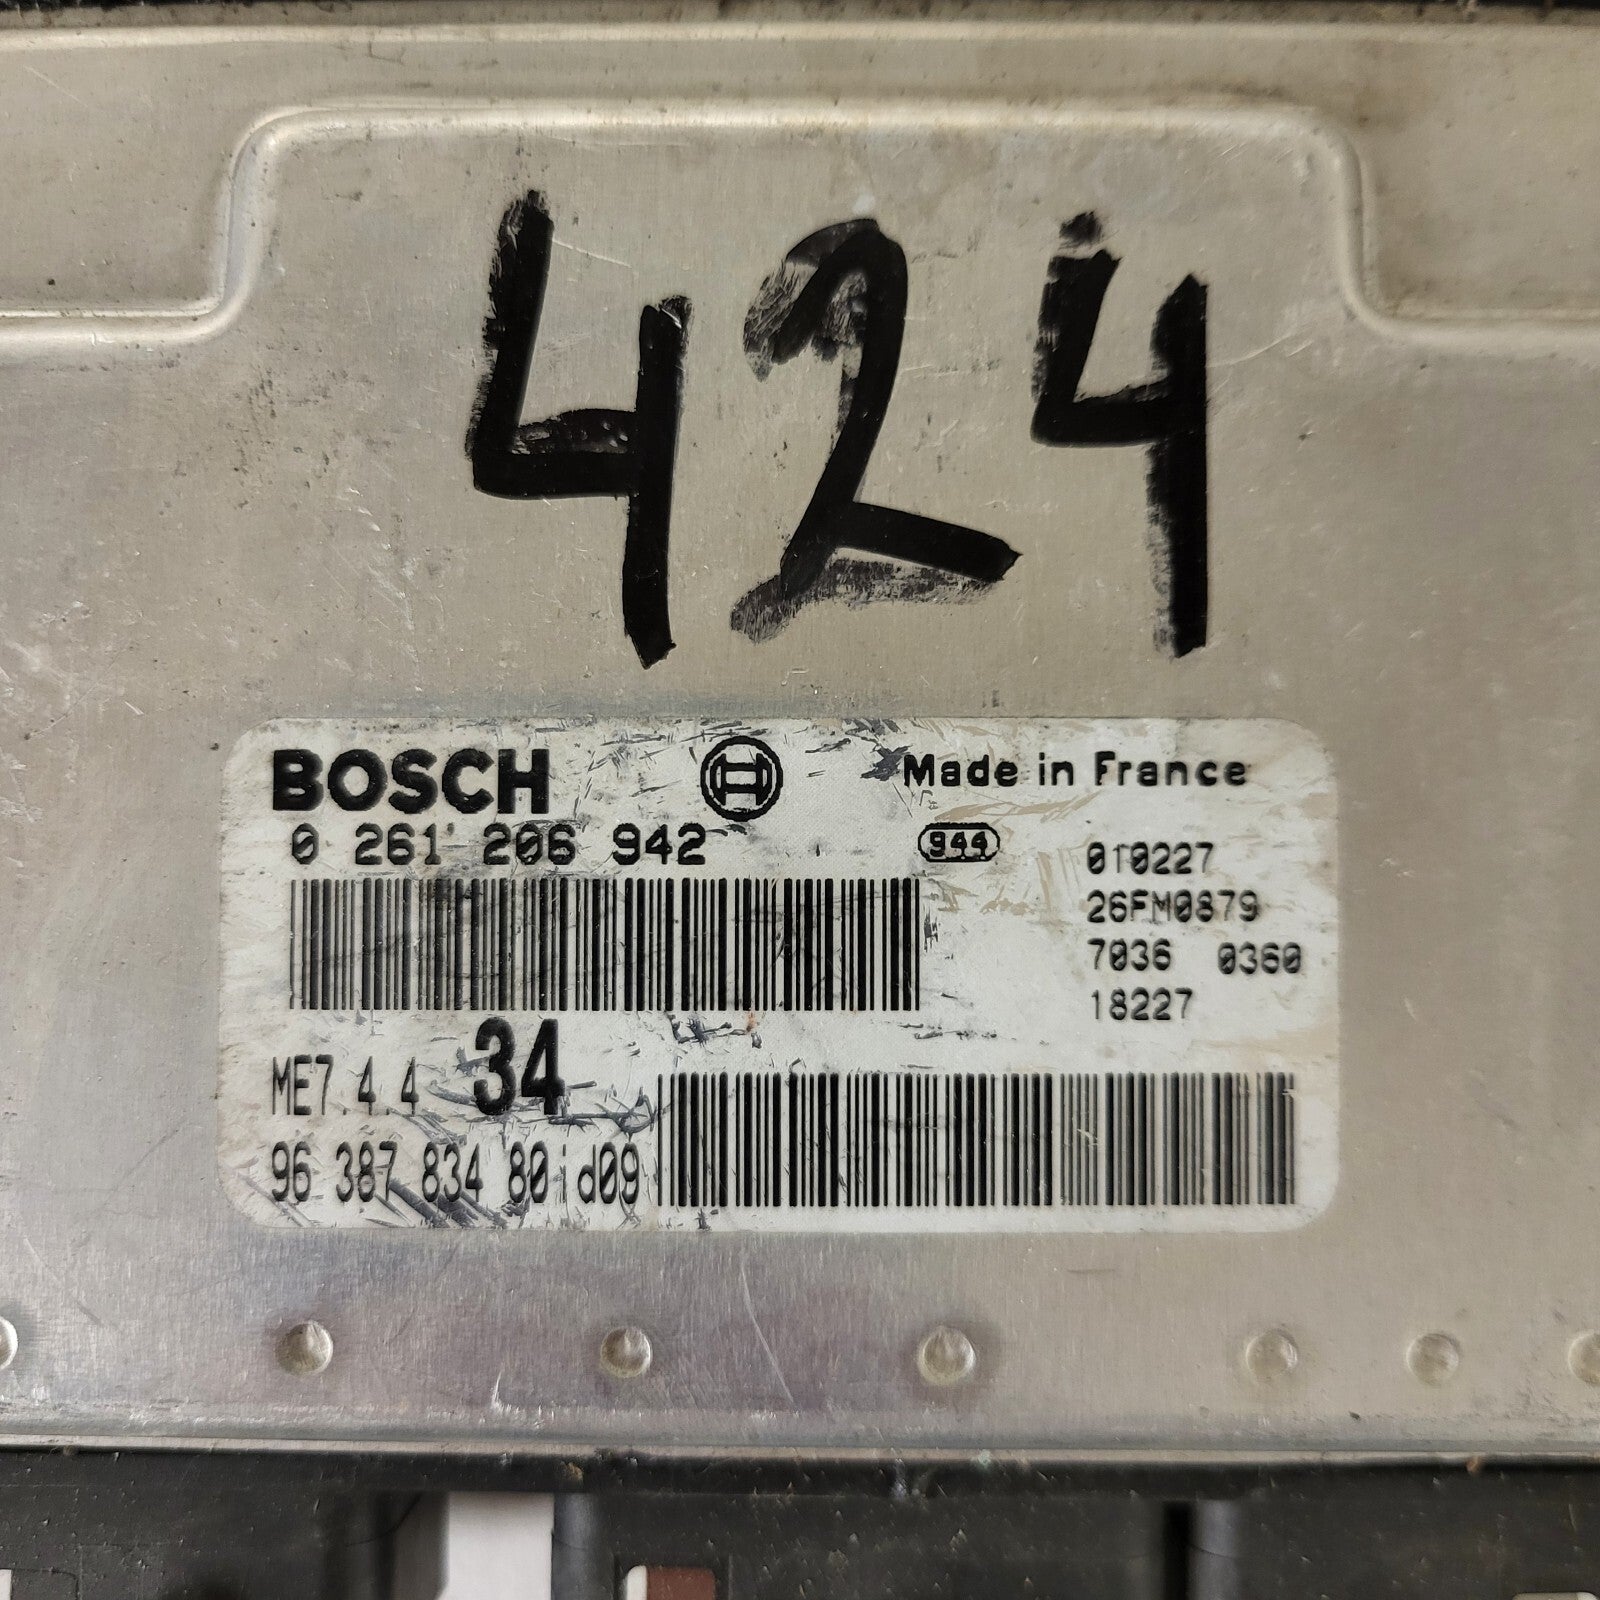 424
BOSCH Made in France
0 261 206 942 944 010227
26FM0879
7036 0360
18227
ME7.4.4 34
96 387 834 80 id09